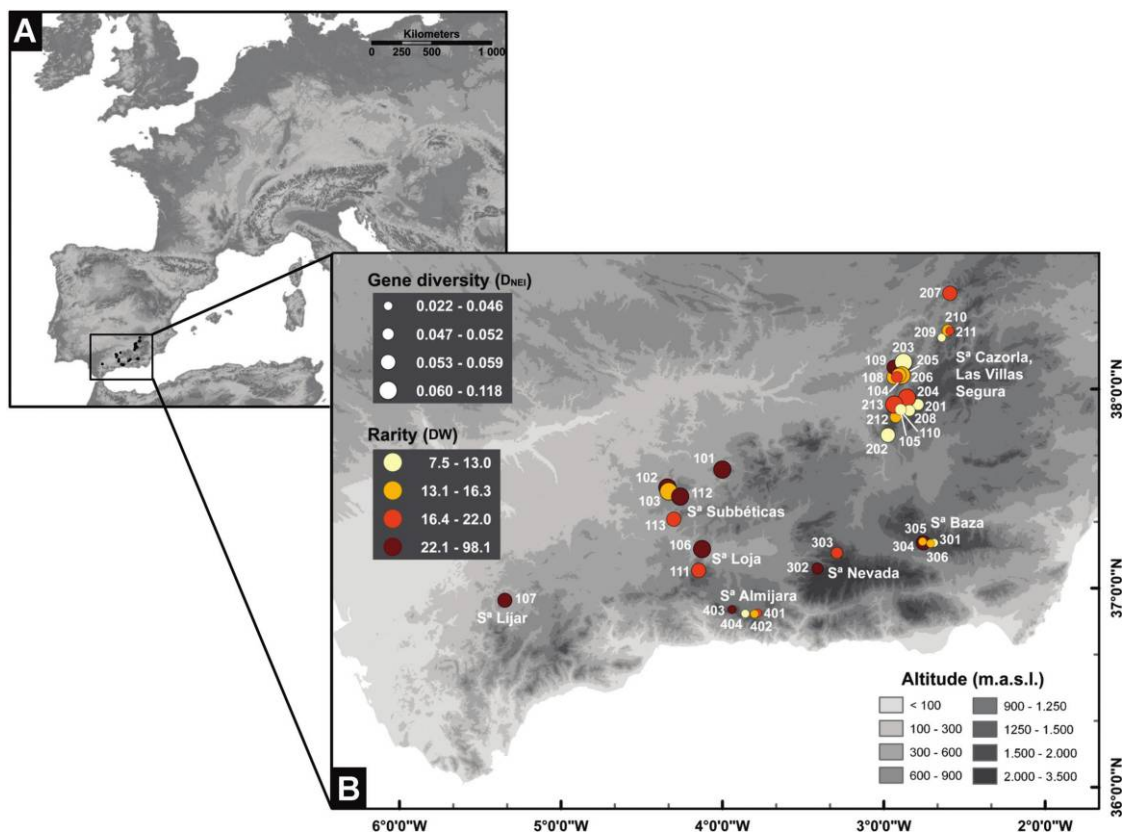 A
Kilometers
0 250 500 1 000
B
Gene diversity (DNEI)
0.022 - 0.046
0.047 - 0.052
0.053 - 0.059
0.060 - 0.118
Rarity (DW)
7.5 - 13.0
13.1 - 16.3
16.4 - 22.0
22.1 - 98.1
207
210
209
211
203
205
109
Sª Cazorla,
Las Villas
Segura
108
206
104
204
213
201
212
208
110
105
202
101
102
103
112
Sª Subbéticas
113
106
Sª Loja
111
107
Sª Lijar
303
302
Sª Nevada
305
Sª Baza
304
301
306
Sª Almijara
403
401
404
402
Altitude (m.a.s.l.)
< 100
100 - 300
300 - 600
600 - 900
900 - 1.250
1250 - 1.500
1.500 - 2.000
2.000 - 3.500
38°0'0"N
37°0'0"N
36°0'0"N
6°0'0"W 5°0'0"W 4°0'0"W 3°0'0"W 2°0'0"W